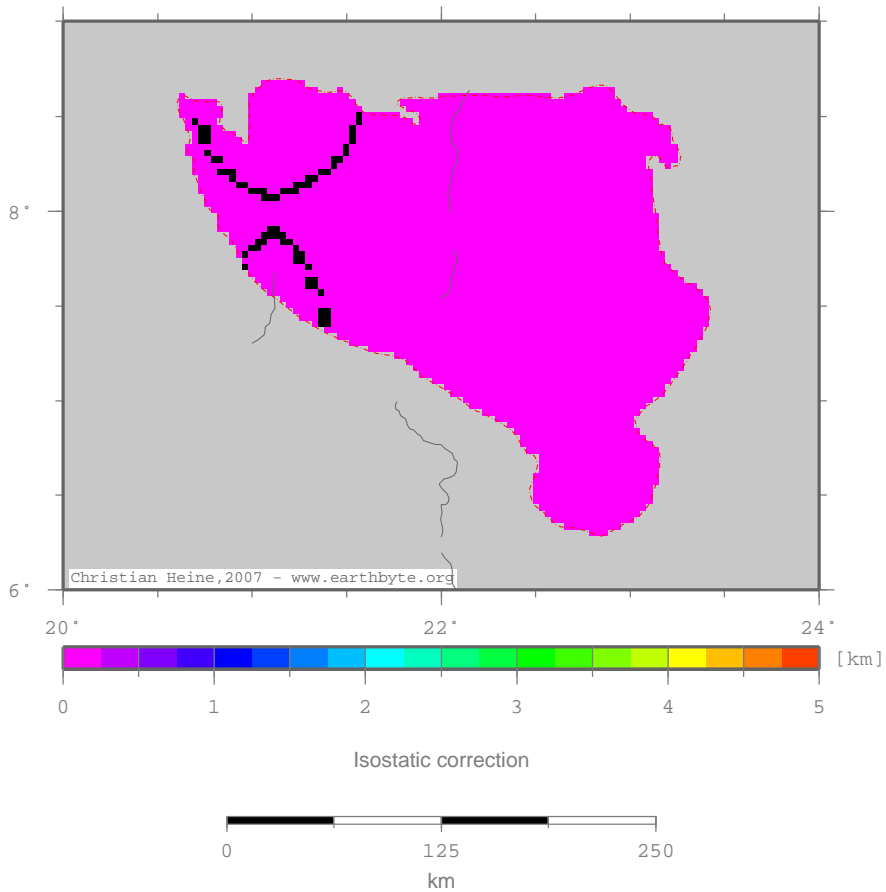 8°
6°
Christian Heine,2007 - www.earthbyte.org
20° 22° 24°
[km]
0 1 2 3 4 5
Isostatic correction
0 125 250
km